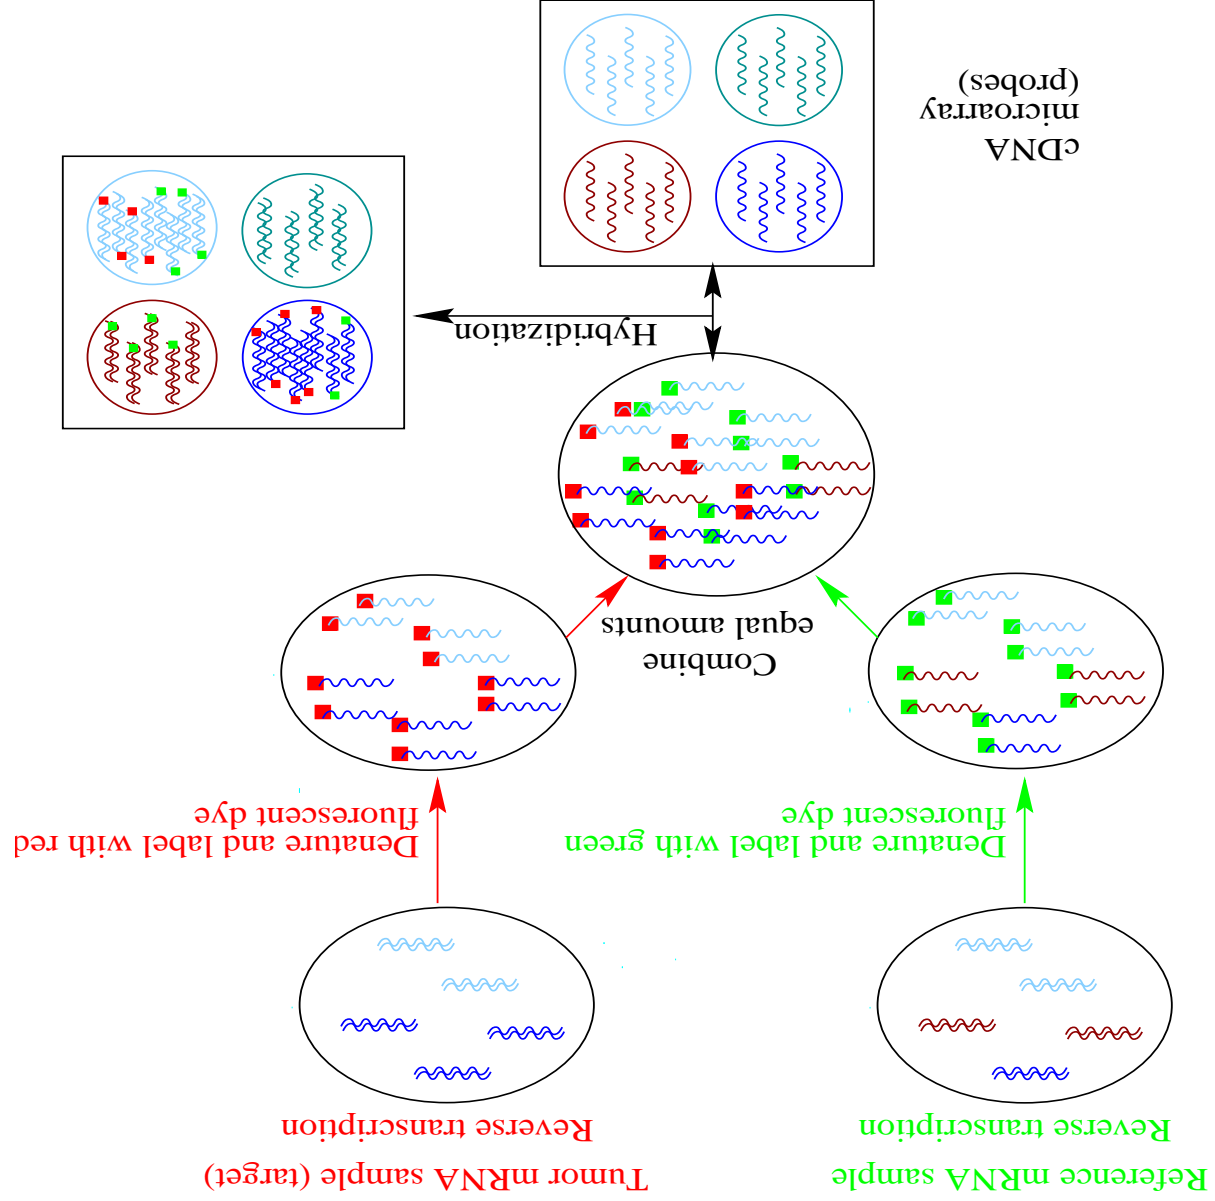 Reference sample mRNA
Reverse transcription
Tumor mRNA sample (target)
Reverse transcription
Denature and label with green
fluorescent dye
Denature and label with red
fluorescent dye
Combine
equal amounts
Hybridization
cDNA
microarray
(probes)